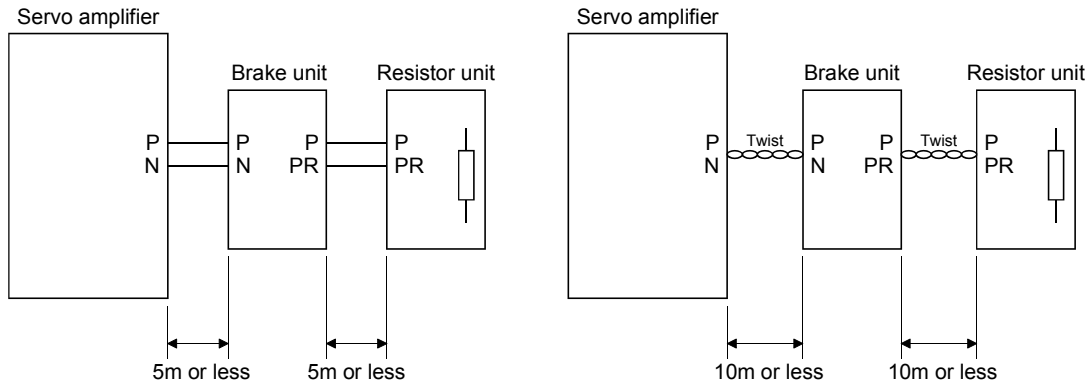 Servo amplifier
Brake unit
Resistor unit
P
N
P
N
P
PR
P
PR
5m or less
5m or less
Servo amplifier
Brake unit
Resistor unit
P
N
Twist
P
N
P
PR
Twist
P
PR
10m or less
10m or less